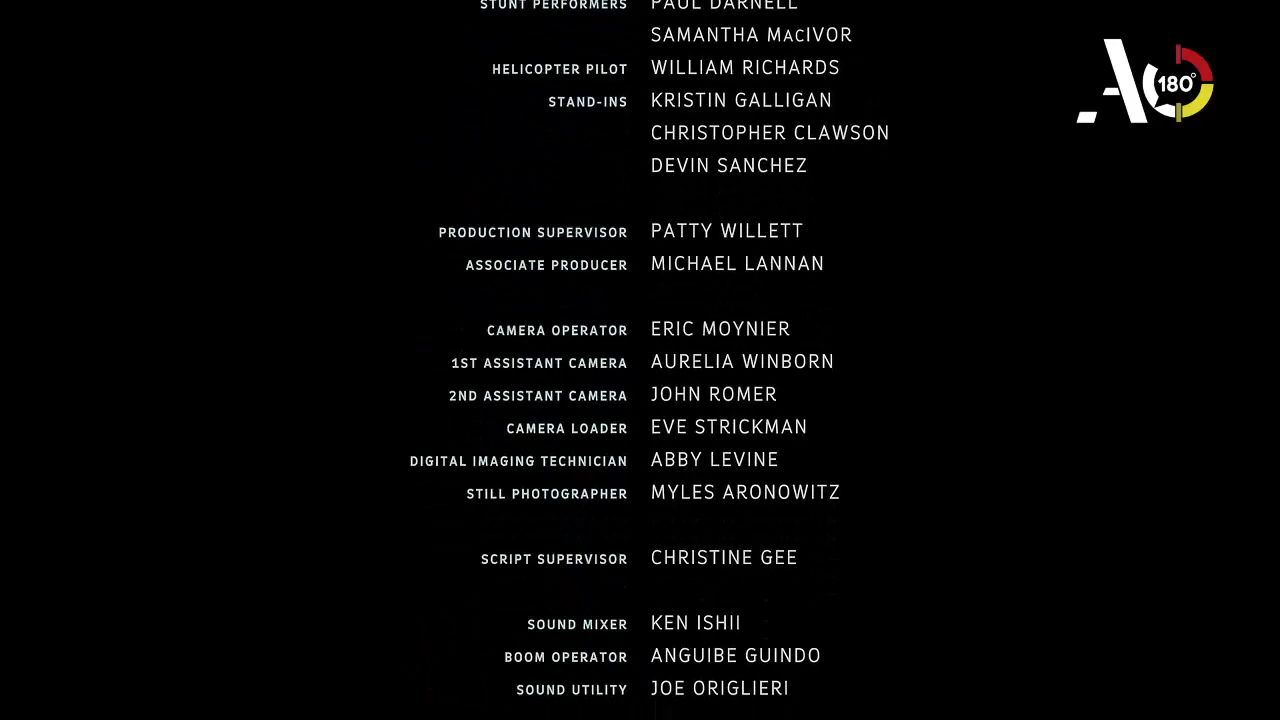 STUNT PERFORMERS PAUL DARNELL
SAMANTHA MacIVOR
HELICOPTER PILOT WILLIAM RICHARDS
STAND-INS KRISTIN GALLIGAN
CHRISTOPHER CLAWSON
DEVIN SANCHEZ
PRODUCTION SUPERVISOR PATTY WILLETT
ASSOCIATE PRODUCER MICHAEL LANNAN
CAMERA OPERATOR ERIC MOYNIER
1ST ASSISTANT CAMERA AURELIA WINBORN
2ND ASSISTANT CAMERA JOHN ROMER
CAMERA LOADER EVE STRICKMAN
DIGITAL IMAGING TECHNICIAN ABBY LEVINE
STILL PHOTOGRAPHER MYLES ARONOWITZ
SCRIPT SUPERVISOR CHRISTINE GEE
SOUND MIXER KEN ISHII
BOOM OPERATOR ANGUIBE GUINDO
SOUND UTILITY JOE ORIGLIERI
A 180°